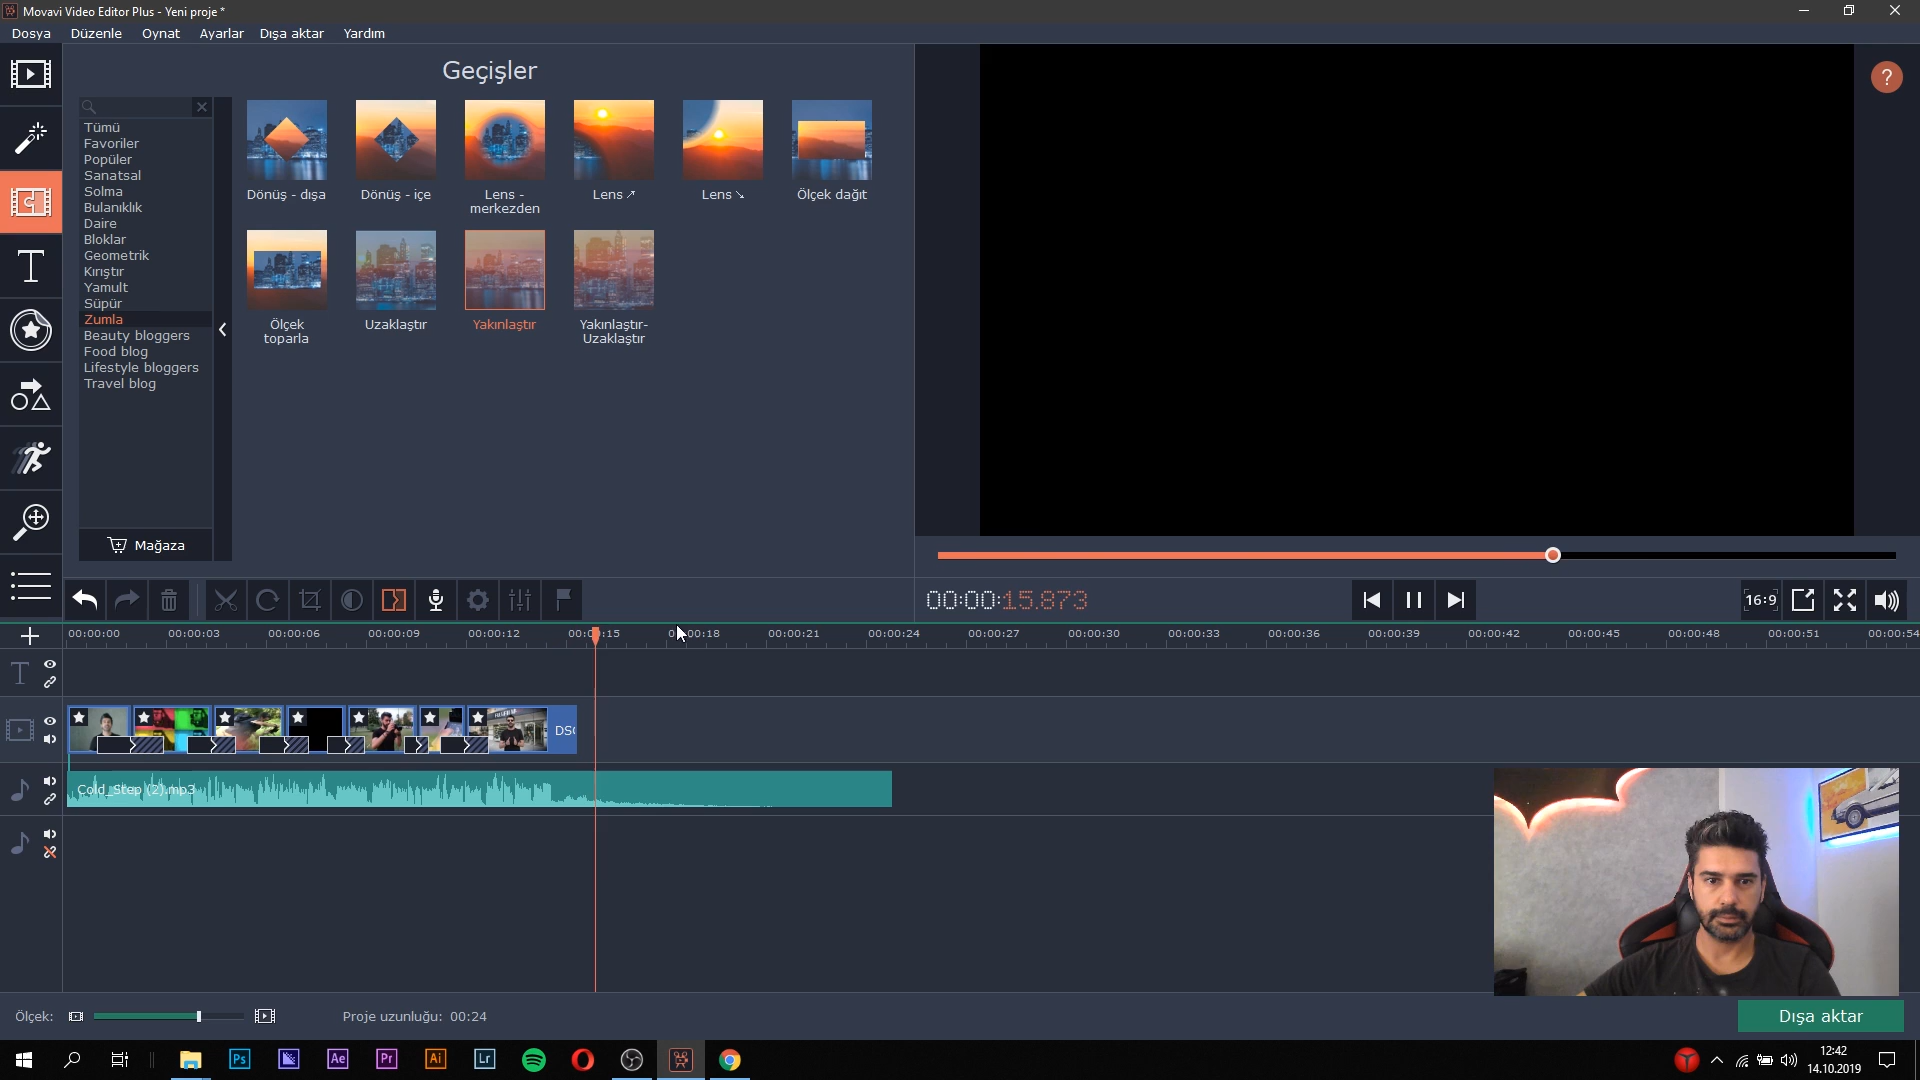 Movavi Video Editor Plus - Yeni proje *
Dosya Düzenle Oynat Ayarlar Dışa aktar Yardım
Geçişler
Tümü
Favoriler
Popüler
Sanatsal
Solma
Bulanıklık
Daire
Bloklar
Geometrik
Kırıştır
Yamult
Süpür
Zumla
Beauty bloggers
Food blog
Lifestyle bloggers
Travel blog
Mağaza
Dönüş - dışa
Dönüş - içe
Lens - merkezden
Lens ↗
Lens ↘
Ölçek dağıt
Ölçek toparla
Uzaklaştır
Yakınlaştır
Yakınlaştır-Uzaklaştır
?
00:00:15.873
16:9
00:00:00 00:00:03 00:00:06 00:00:09 00:00:12 00:00:15 00:00:18 00:00:21 00:00:24 00:00:27 00:00:30 00:00:33 00:00:36 00:00:39 00:00:42 00:00:45 00:00:48 00:00:51 00:00:54
T
Cold_Step (2).mp3
Ölçek:
Proje uzunluğu: 00:24
Dışa aktar
Ps Ae Pr Ai Lr
12:42
14.10.2019